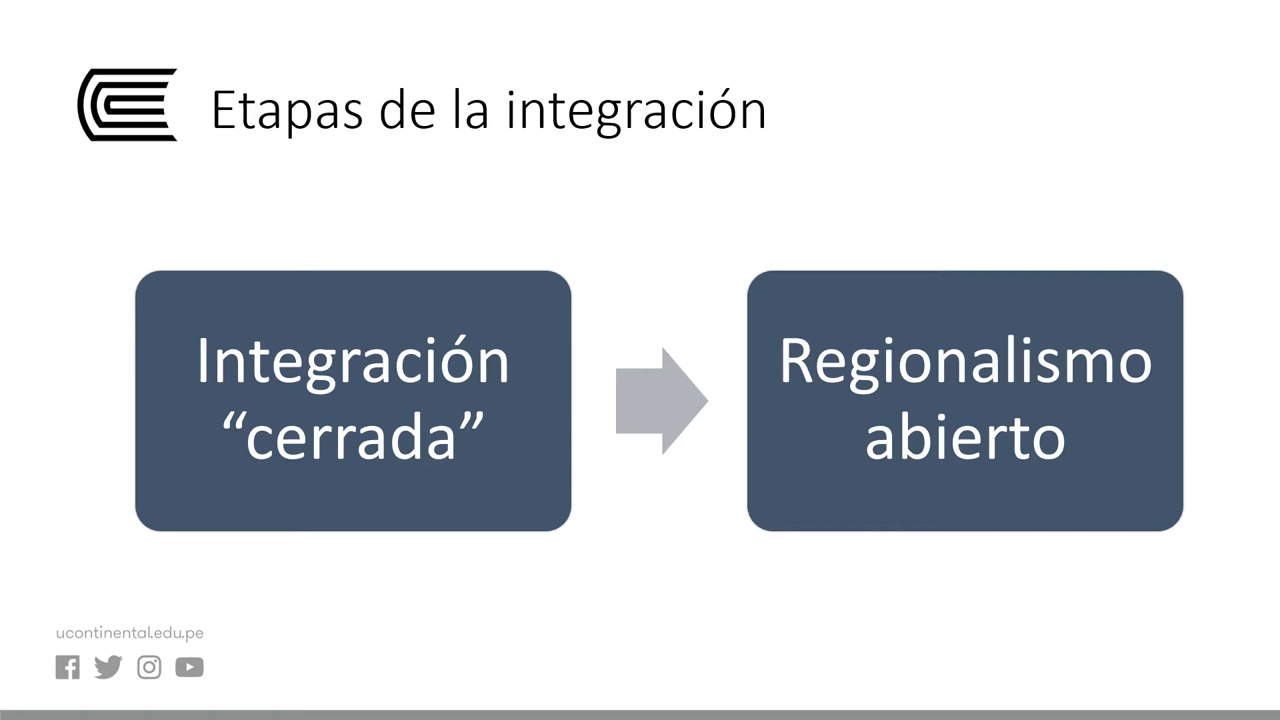 Etapas de la integración
Integración
“cerrada”
Regionalismo
abierto
ucontinental.edu.pe